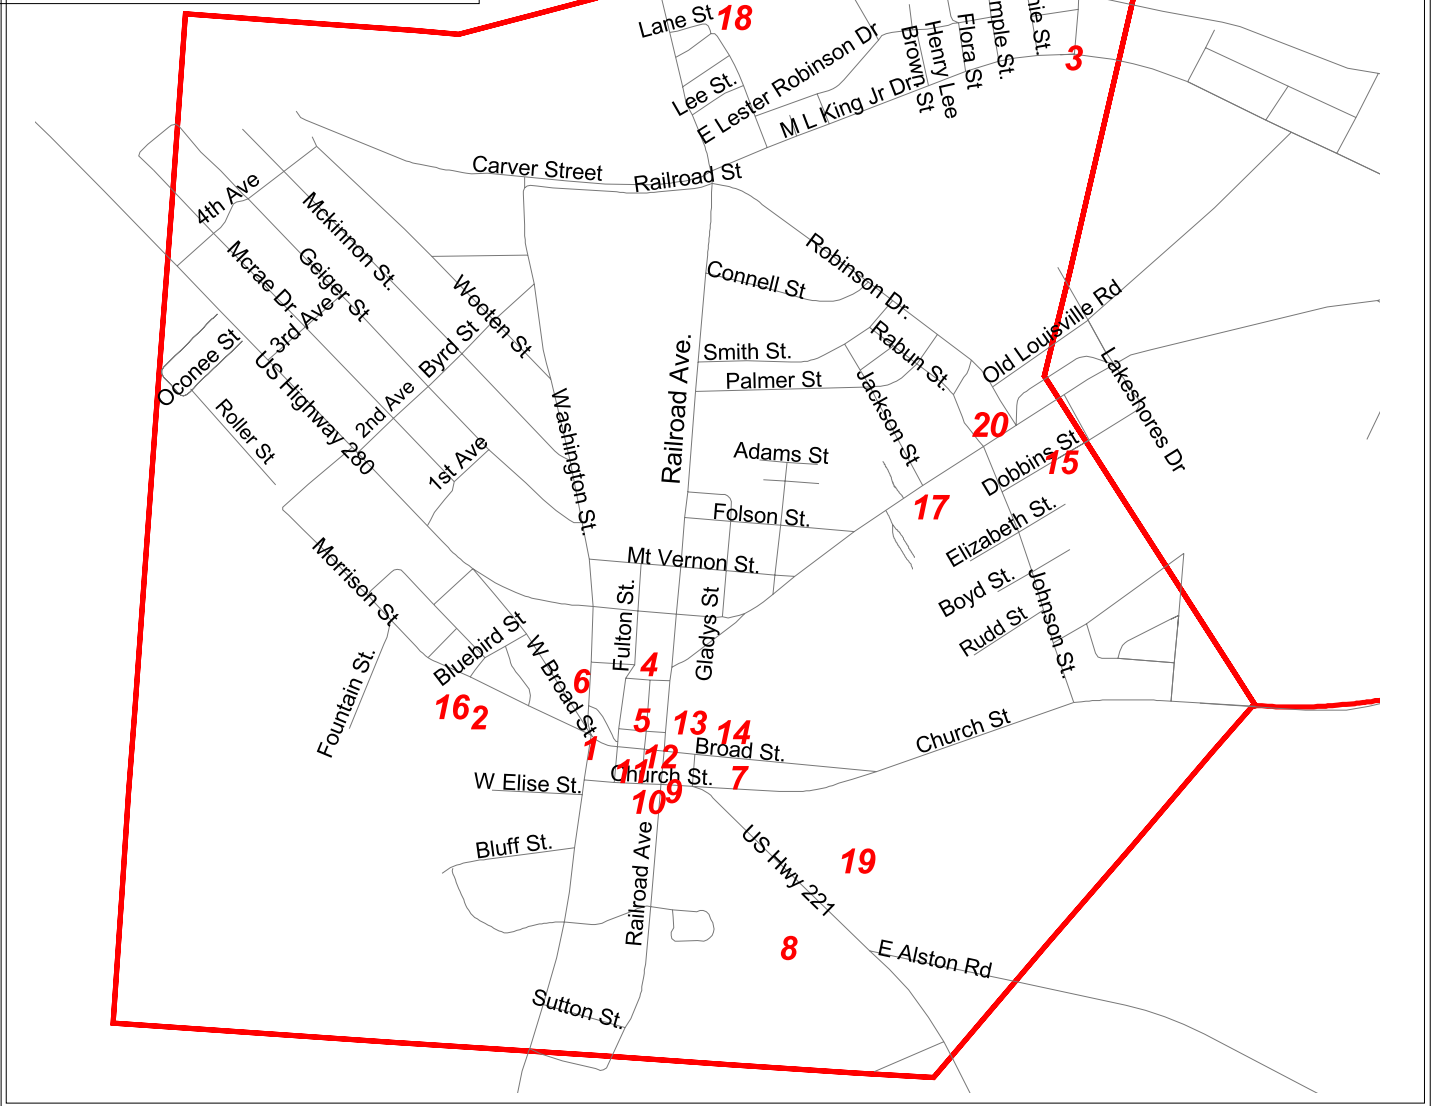 Lane St
18
Lee St.
E Lester Robinson Dr
M L King Jr Dr
Brown St
Henry Lee
Flora St
3
Carver Street
Railroad St
4th Ave
Mckinnon St.
Mcrae Dr.
Geiger St
3rd Ave
Wooten St
Byrd St
2nd Ave
1st Ave
Oconee St
US Highway 280
Roller St
Connell St
Robinson Dr.
Smith St.
Palmer St
Rabun St.
Old Louisville Rd
Lakeshores Dr
Jackson St
Railroad Ave.
Washington St.
Adams St
20
Dobbins St
15
17
Folson St.
Elizabeth St.
Mt Vernon St.
Boyd St.
Rudd St
Johnson St.
Morrison St
Fulton St.
Gladys St
Bluebird St
W Broad St
Fountain St.
4
6
16
2
5
13
14
1
12
Broad St.
Church St
11
Church St.
7
W Elise St.
9
10
Bluff St.
Railroad Ave
US Hwy 221
19
8
E Alston Rd
Sutton St.